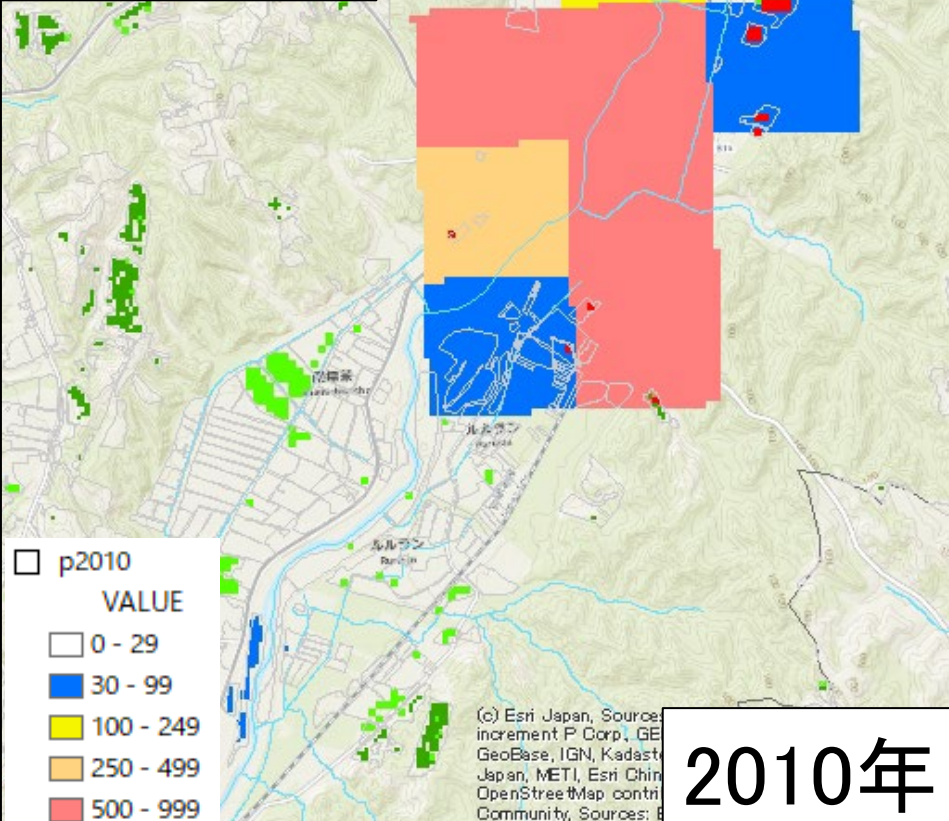 ルルラン
ルルラン
p2010
VALUE
0 - 29
30 - 99
100 - 249
250 - 499
500 - 999
(c) Esri Japan, Sources
increment P Corp., GE
GeoBase, IGN, Kadaste
Japan, METI, Esri Chin
OpenStreetMap contri
Community, Sources: E
2010年